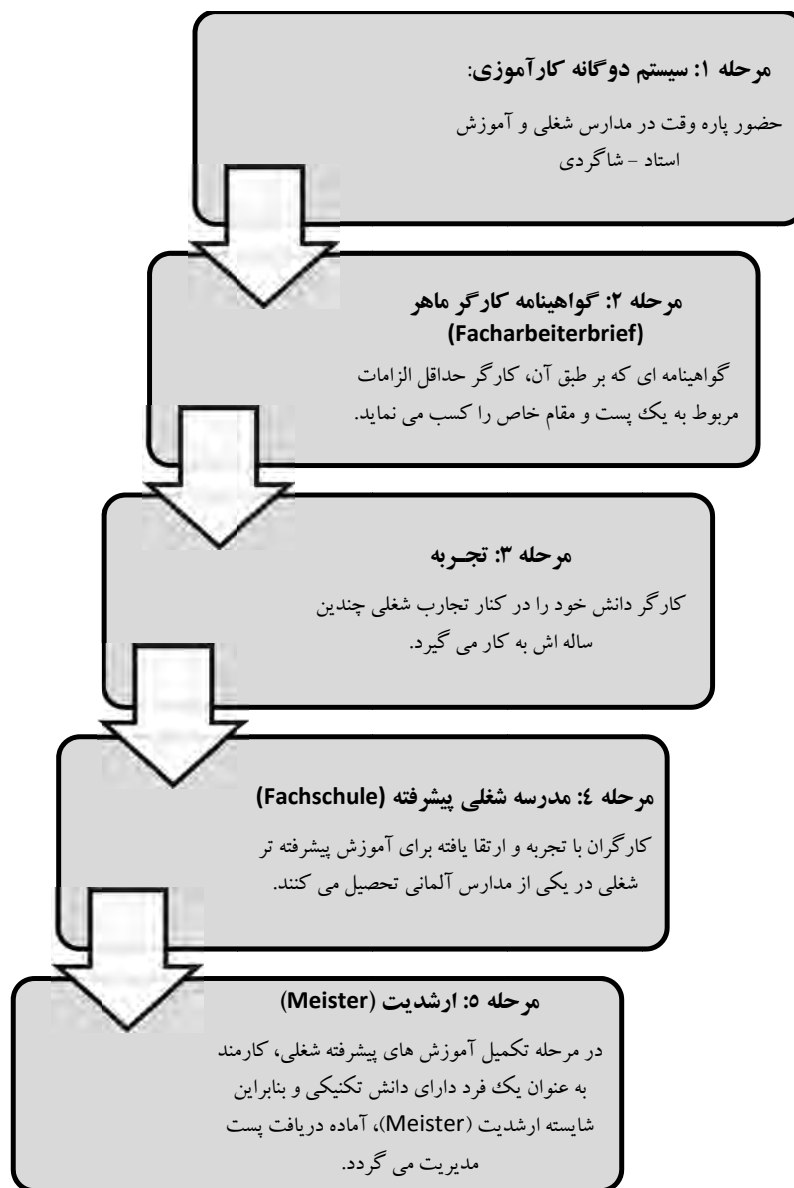 مرحله ۱: سیستم دوگانه کارآموزی:
حضور پاره وقت در مدارس شغلی و آموزش
استاد – شاگردی
مرحله ۲: گواهینامه کارگر ماهر
(Facharbeiterbrief)
گواهینامه ای که بر طبق آن، کارگر حداقل الزامات
مربوط به یک پست و مقام خاص را کسب می نماید.
مرحله ۳: تجـربه
کارگر دانش خود را در کنار تجارب شغلی چندین
ساله اش به کار می گیرد.
مرحله ٤: مدرسه شغلی پیشرفته (Fachschule)
کارگران با تجربه و ارتقا یافته برای آموزش پیشرفته تر
شغلی در یکی از مدارس آلمانی تحصیل می کنند.
مرحله ٥: ارشدیت (Meister)
در مرحله تکمیل آموزش های پیشرفته شغلی، کارمند
به عنوان یک فرد دارای دانش تکنیکی و بنابراین
شایسته ارشدیت (Meister)، آماده دریافت پست
مدیریت می گردد.